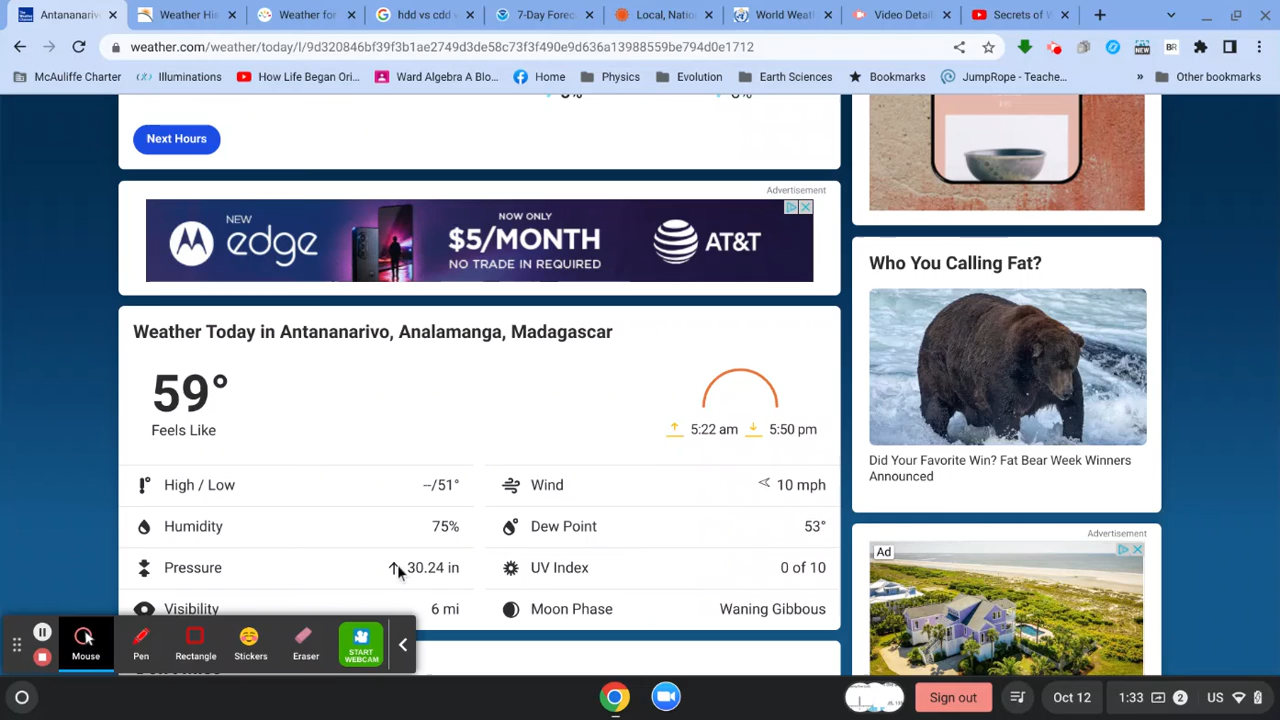 Antananariv
Weather His
Weather for
hdd vs cdd v
7-Day Forec
Local, Natio
World Weat
Video Detail
Secrets of W
weather.com/weather/today/l/9d320846bf39f3b1ae2749d3de58c73f3f490e9d636a13988559be794d0e1712
McAuliffe Charter
Illuminations
How Life Began Ori...
Ward Algebra A Blo...
Home
Physics
Evolution
Earth Sciences
Bookmarks
JumpRope - Teache...
»
Other bookmarks
NEW
BR
Next Hours
Advertisement
NEW
edge
NOW ONLY
$5/MONTH
NO TRADE IN REQUIRED
AT&T
Weather Today in Antananarivo, Analamanga, Madagascar
59°
Feels Like
5:22 am
5:50 pm
High / Low
--/51°
Wind
10 mph
Humidity
75%
Dew Point
53°
Pressure
30.24 in
UV Index
0 of 10
Visibility
6 mi
Moon Phase
Waning Gibbous
Who You Calling Fat?
Did Your Favorite Win? Fat Bear Week Winners
Announced
Advertisement
Ad
Mouse
Pen
Rectangle
Stickers
Eraser
START
WEBCAM
Sign out
Oct 12
1:33
2
US